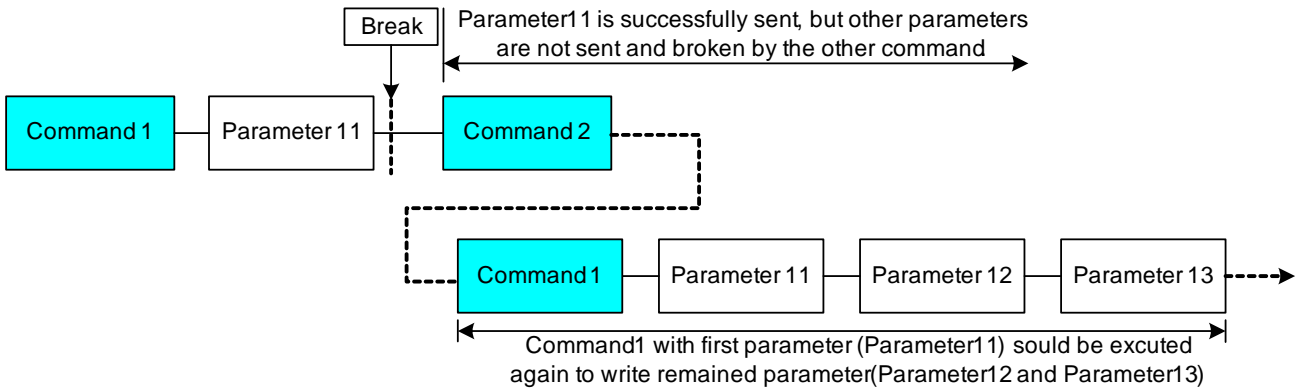 Break
Parameter11 is successfully sent, but other parameters
are not sent and broken by the other command
Command 1
Parameter 11
Command 2
Command1
Parameter 11
Parameter 12
Parameter 13
Command1 with first parameter (Parameter11) sould be excuted
again to write remained parameter(Parameter12 and Parameter13)